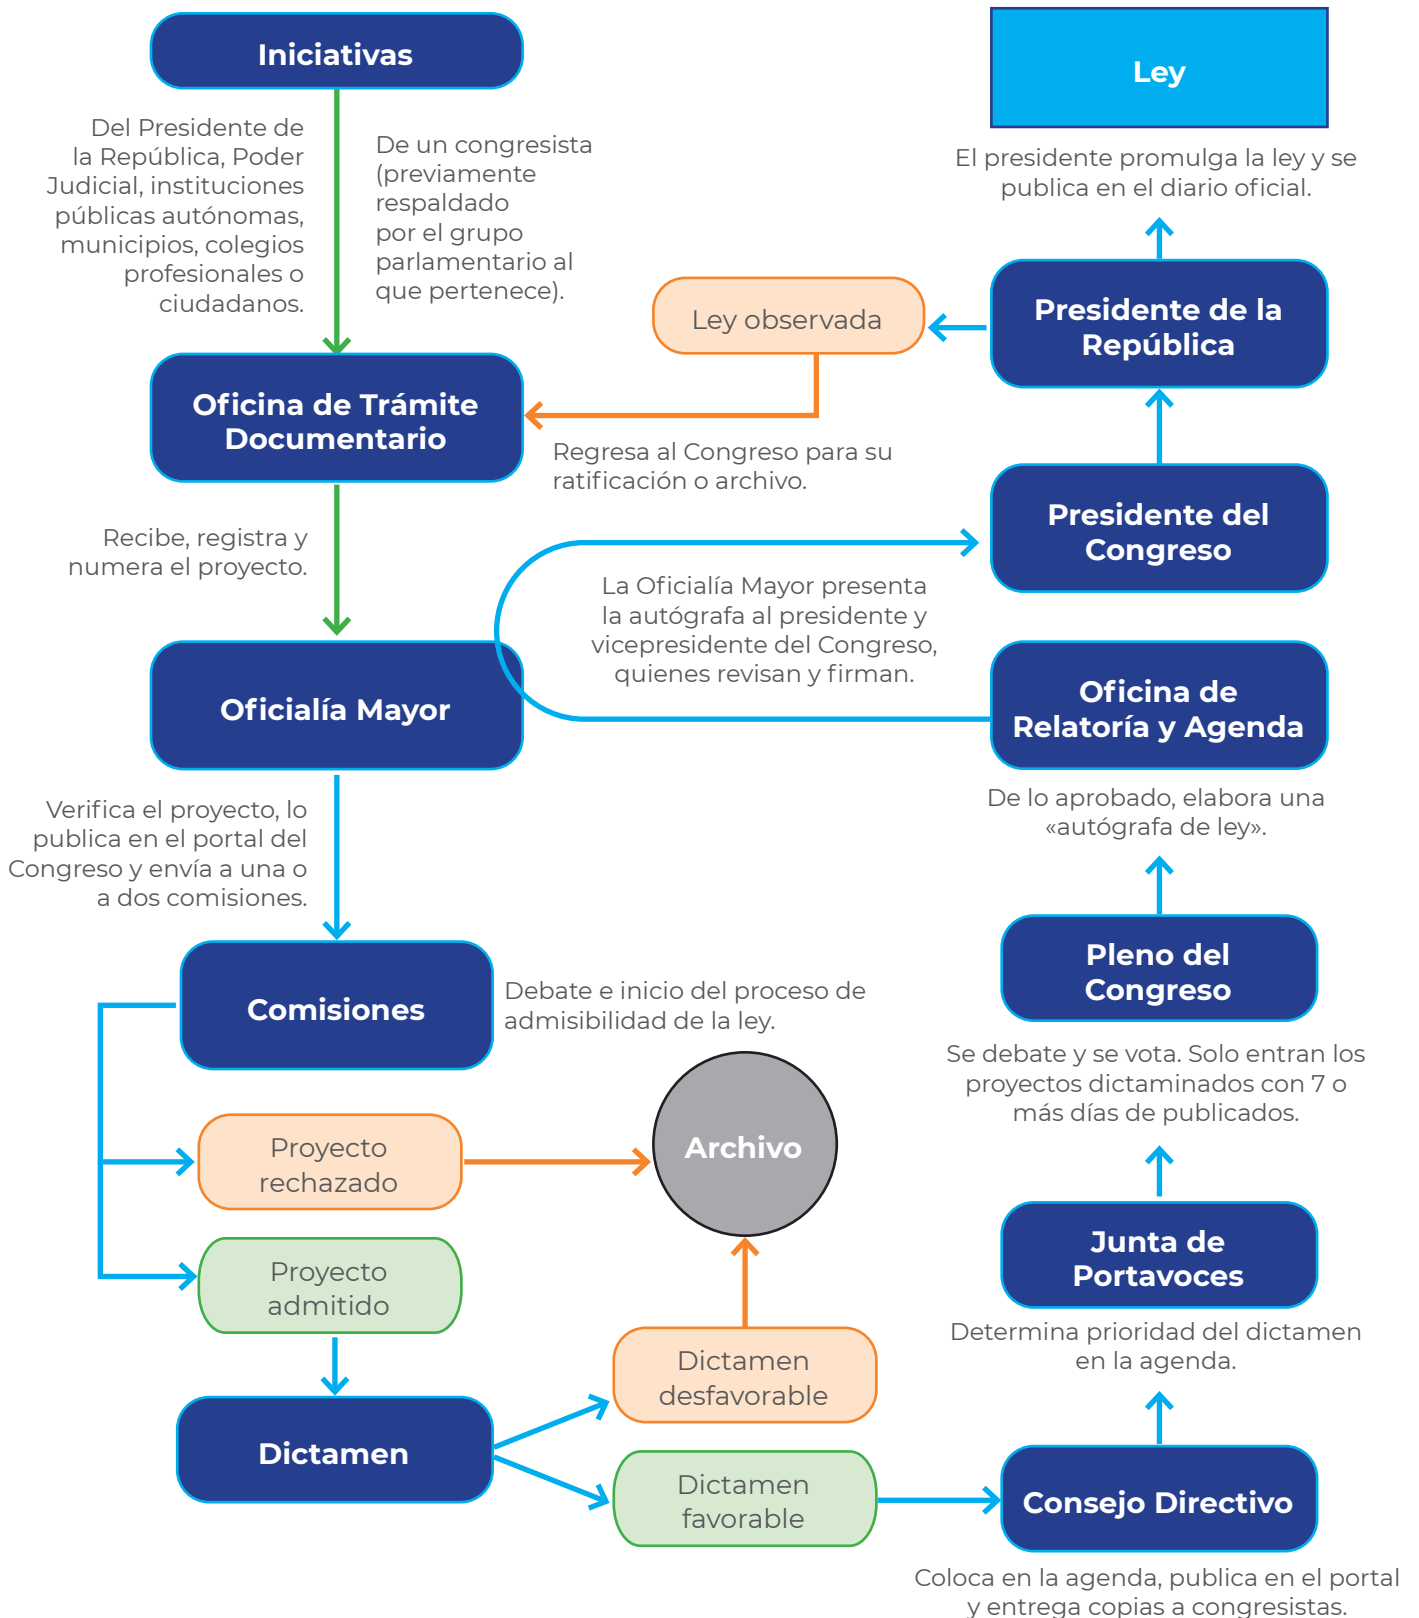 Iniciativas
Del Presidente de
la República, Poder
Judicial, instituciones
públicas autónomas,
municipios, colegios
profesionales o
ciudadanos.
De un congresista
(previamente
respaldado
por el grupo
parlamentario al
que pertenece).
Oficina de Trámite
Documentario
Recibe, registra y
numera el proyecto.
Oficialía Mayor
Verifica el proyecto, lo
publica en el portal del
Congreso y envía a una o
a dos comisiones.
Comisiones
Debate e inicio del proceso de
admisibilidad de la ley.
Proyecto
rechazado
Archivo
Proyecto
admitido
Dictamen
Dictamen
desfavorable
Dictamen
favorable
Consejo Directivo
Coloca en la agenda, publica en el portal
y entrega copias a congresistas.
Junta de
Portavoces
Determina prioridad del dictamen
en la agenda.
Pleno del
Congreso
Se debate y se vota. Solo entran los
proyectos dictaminados con 7 o
más días de publicados.
Oficina de
Relatoría y Agenda
De lo aprobado, elabora una
«autógrafa de ley».
La Oficialía Mayor presenta
la autógrafa al presidente y
vicepresidente del Congreso,
quienes revisan y firman.
Presidente del
Congreso
Presidente de la
República
Ley observada
Regresa al Congreso para su
ratificación o archivo.
Ley
El presidente promulga la ley y se
publica en el diario oficial.